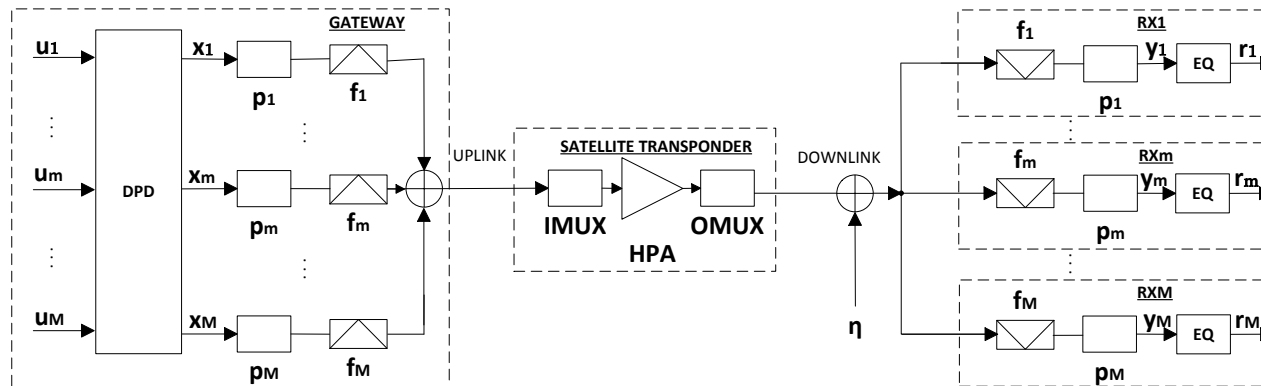 GATEWAY
u1
x1
p1
f1
DPD
um
xm
pm
fm
uM
xM
pM
fM
UPLINK
SATELLITE TRANSPONDER
IMUX
OMUX
HPA
DOWNLINK
η
f1
RX1
y1
EQ
r1
p1
fm
RXm
ym
EQ
rm
pm
fM
RXM
yM
EQ
rM
pM